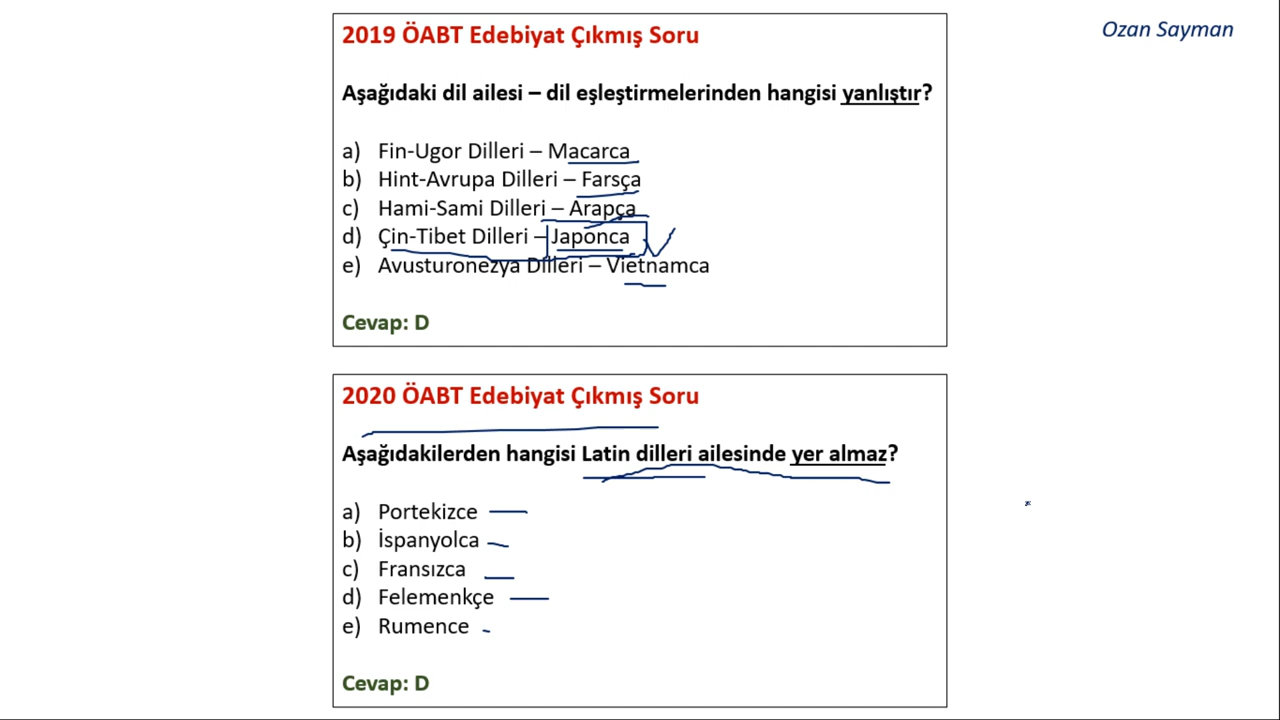 Ozan Sayman
2019 ÖABT Edebiyat Çıkmış Soru
Aşağıdaki dil ailesi – dil eşleştirmelerinden hangisi yanlıştır?
a) Fin-Ugor Dilleri – Macarca
b) Hint-Avrupa Dilleri – Farsça
c) Hami-Sami Dilleri – Arapça
d) Çin-Tibet Dilleri – Japonca
e) Avusturonezya Dilleri – Vietnamca
Cevap: D
2020 ÖABT Edebiyat Çıkmış Soru
Aşağıdakilerden hangisi Latin dilleri ailesinde yer almaz?
a) Portekizce
b) İspanyolca
c) Fransızca
d) Felemenkçe
e) Rumence
Cevap: D